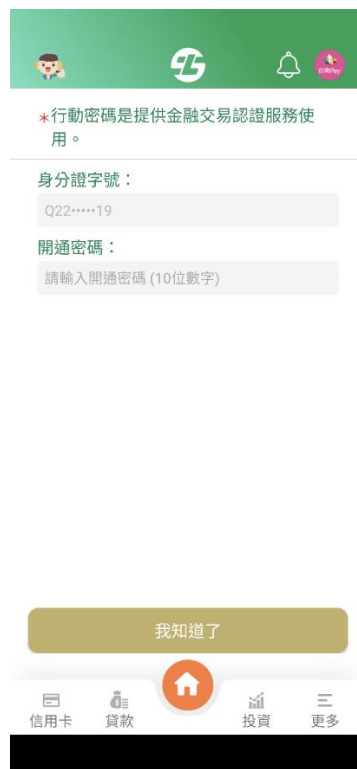 台灣Pay
*行動密碼是提供金融交易認證服務使
用。
身分證字號：
Q22•••••19
開通密碼：
請輸入開通密碼 (10位數字)
我知道了
信用卡 貸款 投資 更多